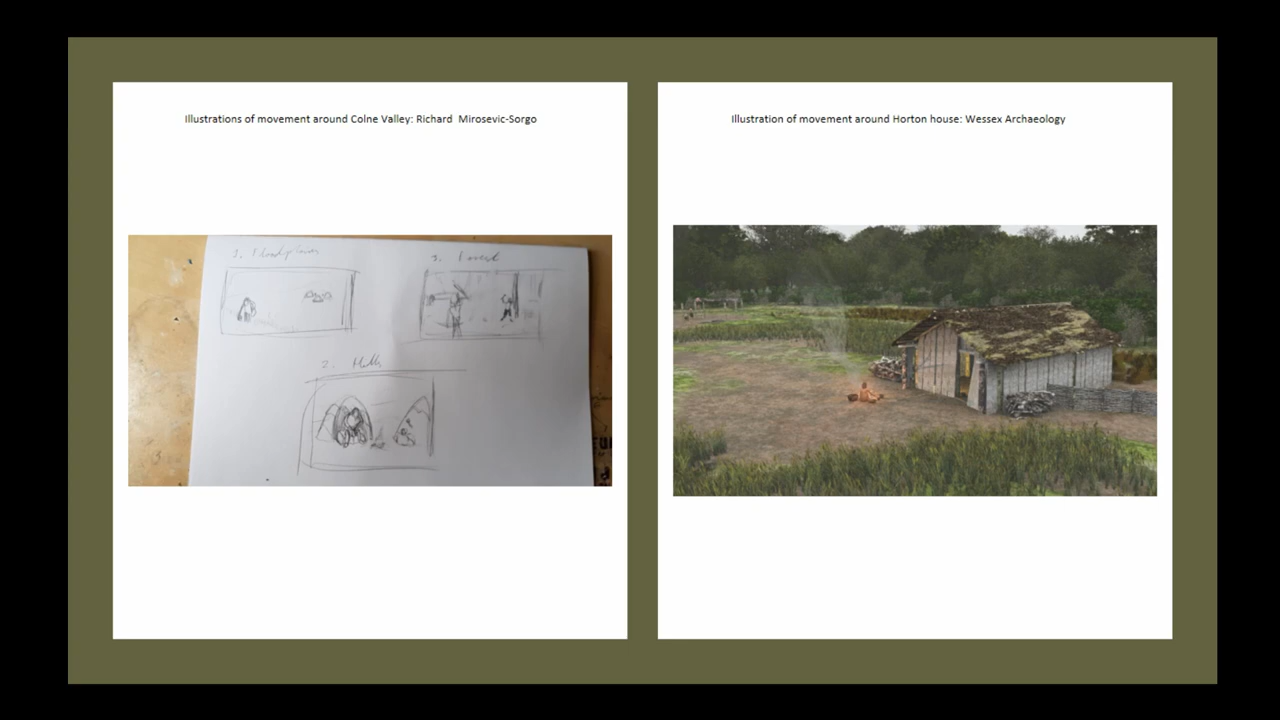 Illustrations of movement around Colne Valley: Richard  Mirosevic-Sorgo
1, Floodplain
3. Forest
2. Hills
Illustration of movement around Horton house: Wessex Archaeology